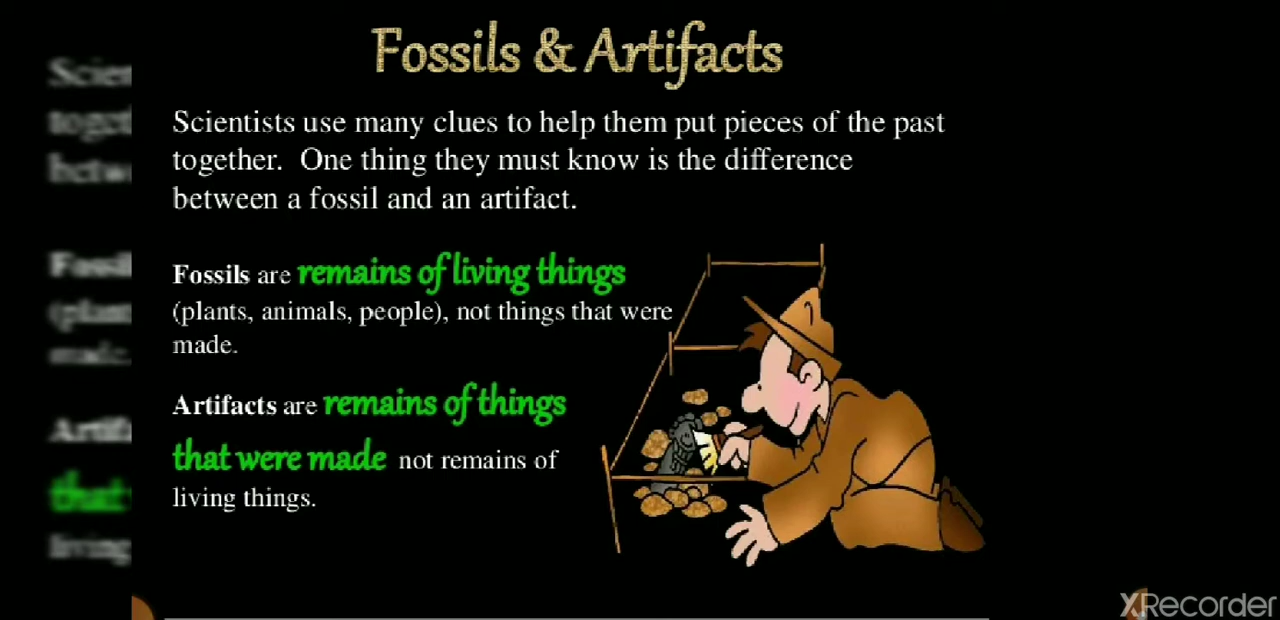 Fossils & Artifacts
Scientists use many clues to help them put pieces of the past
together. One thing they must know is the difference
between a fossil and an artifact.
Fossils are remains of living things
(plants, animals, people), not things that were
made.
Artifacts are remains of things
that were made not remains of
living things.
XRecorder